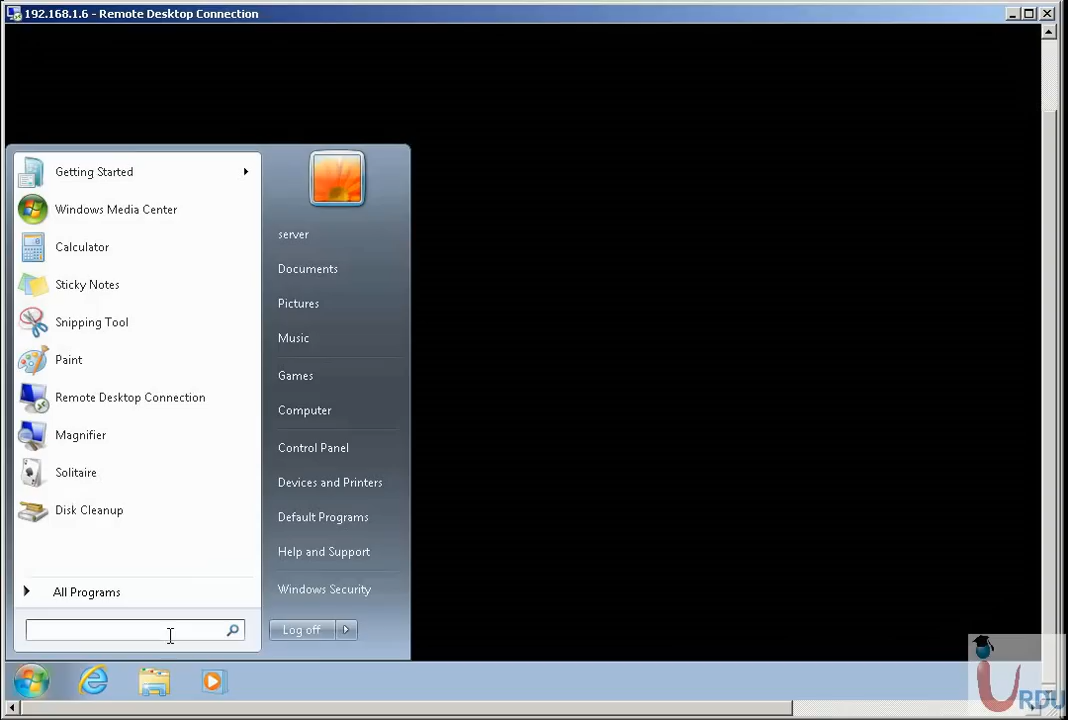 192.168.1.6 - Remote Desktop Connection
Getting Started
Windows Media Center
Calculator
Sticky Notes
Snipping Tool
Paint
Remote Desktop Connection
Magnifier
Solitaire
Disk Cleanup
All Programs
server
Documents
Pictures
Music
Games
Computer
Control Panel
Devices and Printers
Default Programs
Help and Support
Windows Security
Log off
URDU